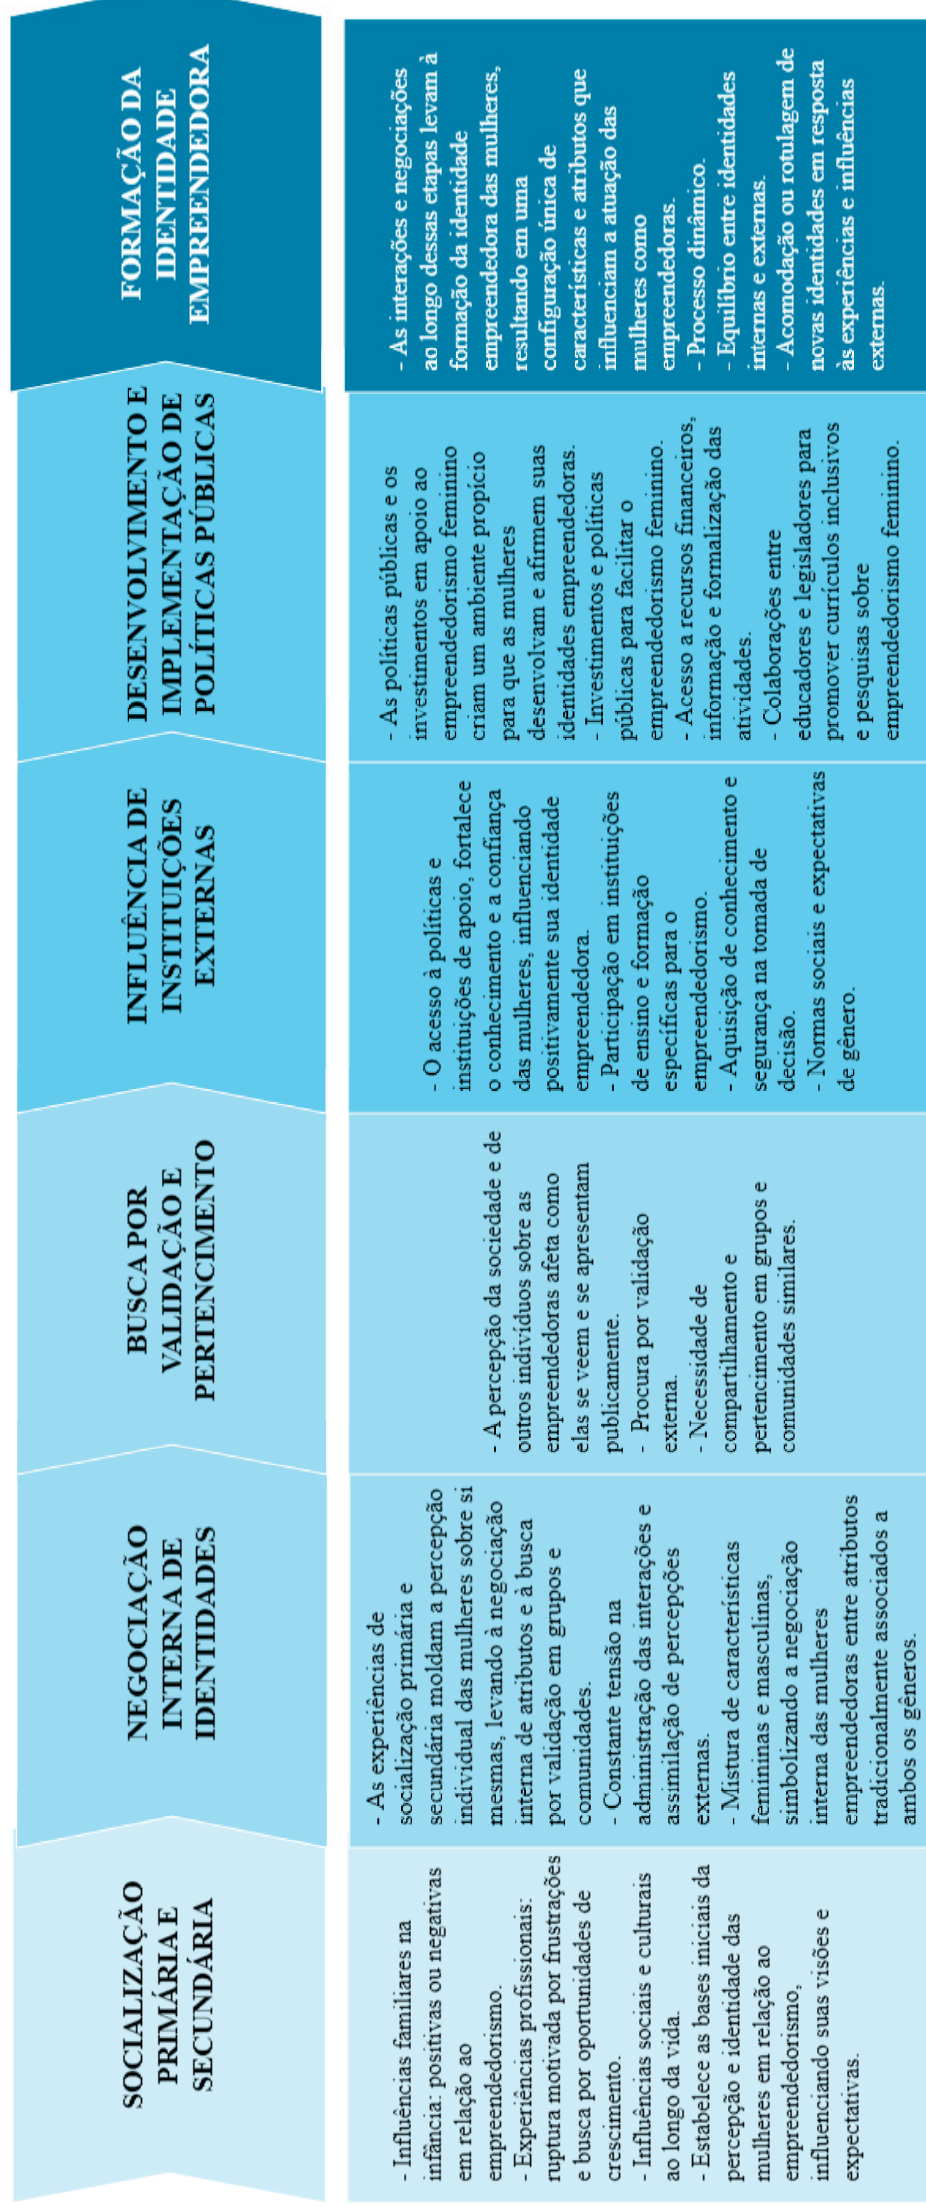 SOCIALIZAÇÃO
PRIMÁRIA E
SECUNDÁRIA
- Influências familiares na
infância: positivas ou negativas
em relação ao
empreendedorismo.
- Experiências profissionais:
ruptura motivada por frustrações
e busca por oportunidades de
crescimento.
- Influências sociais e culturais
ao longo da vida.
- Estabelece as bases iniciais da
percepção e identidade das
mulheres em relação ao
empreendedorismo,
influenciando suas visões e
expectativas.
NEGOCIAÇÃO
INTERNA DE
IDENTIDADES
- As experiências de
socialização primária e
secundária moldam a percepção
individual das mulheres sobre si
mesmas, levando à negociação
interna de atributos e à busca
por validação em grupos e
comunidades.
- Constante tensão na
administração das interações e
assimilação de percepções
externas.
- Mistura de características
femininas e masculinas,
simbolizando a negociação
interna das mulheres
empreendedoras entre atributos
tradicionalmente associados a
ambos os gêneros.
BUSCA POR
VALIDAÇÃO E
PERTENCIMENTO
- A percepção da sociedade e de
outros indivíduos sobre as
empreendedoras afeta como
elas se veem e se apresentam
publicamente.
- Procura por validação
externa.
- Necessidade de
compartilhamento e
pertencimento em grupos e
comunidades similares.
INFLUÊNCIA DE
INSTITUIÇÕES
EXTERNAS
- O acesso à políticas e
instituições de apoio, fortalece
o conhecimento e a confiança
das mulheres, influenciando
positivamente sua identidade
empreendedora.
- Participação em instituições
de ensino e formação
específicas para o
empreendedorismo.
- Aquisição de conhecimento e
segurança na tomada de
decisão.
- Normas sociais e expectativas
de gênero.
DESENVOLVIMENTO E
IMPLEMENTAÇÃO DE
POLÍTICAS PÚBLICAS
- As políticas públicas e os
investimentos em apoio ao
empreendedorismo feminino
criam um ambiente propício
para que as mulheres
desenvolvam e afirmem suas
identidades empreendedoras.
- Investimentos e políticas
públicas para facilitar o
empreendedorismo feminino.
- Acesso a recursos financeiros,
informação e formalização das
atividades.
- Colaborações entre
educadores e legisladores para
promover currículos inclusivos
e pesquisas sobre
empreendedorismo feminino.
FORMAÇÃO DA
IDENTIDADE
EMPREENDEDORA
- As interações e negociações
ao longo dessas etapas levam à
formação da identidade
empreendedora das mulheres,
resultando em uma
configuração única de
características e atributos que
influenciam a atuação das
mulheres como
empreendedoras.
- Processo dinâmico.
- Equilíbrio entre identidades
internas e externas.
- Acomodação ou rotulagem de
novas identidades em resposta
às experiências e influências
externas.